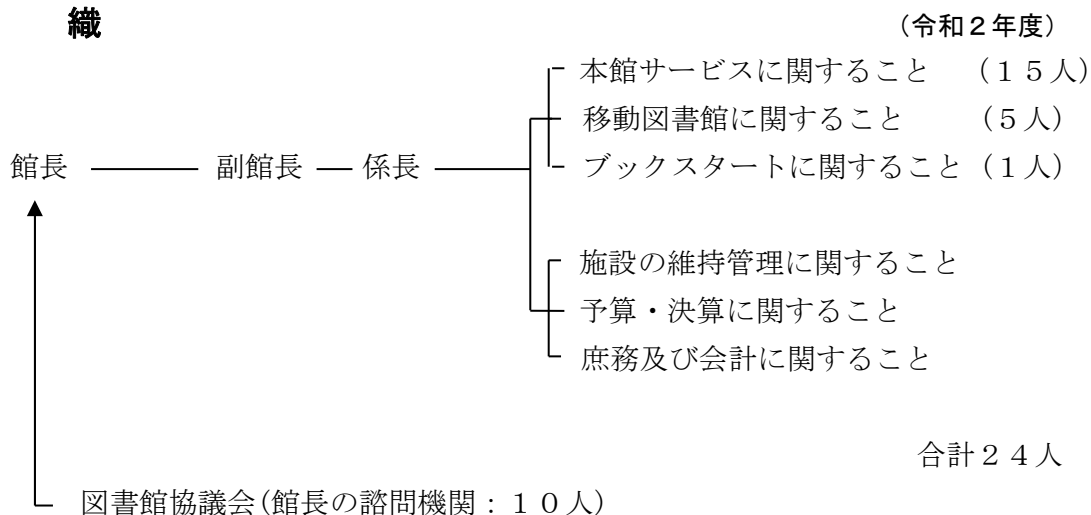 織
（令和２年度）
本館サービスに関すること （１５人）
移動図書館に関すること （５人）
館長 副館長 係長 ブックスタートに関すること（１人）
施設の維持管理に関すること
予算・決算に関すること
庶務及び会計に関すること
合計２４人
図書館協議会(館長の諮問機関：１０人)